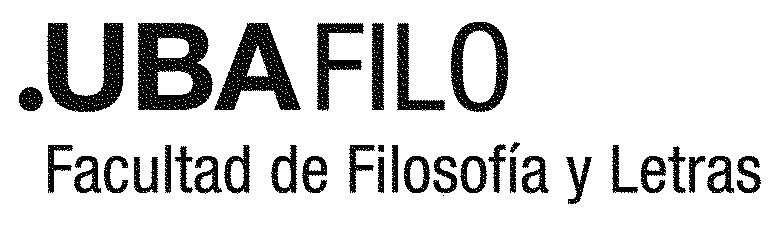 .UBAFILO
Facultad de Filosofía y Letras